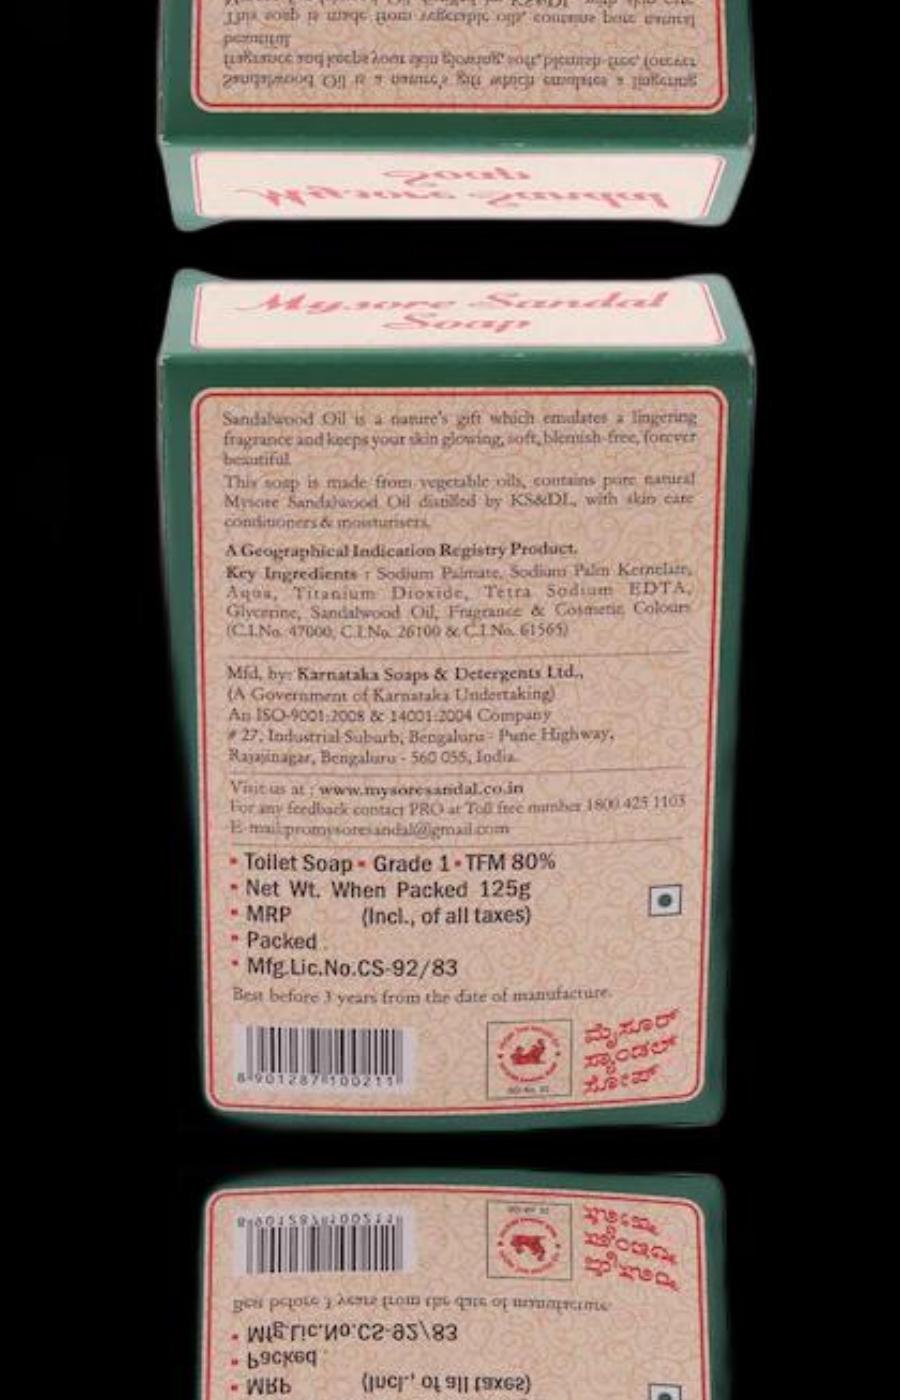 Mysore Sandal
Soap
Sandalwood Oil is a nature's gift which emulates a lingering
fragrance and keeps your skin glowing, soft, blemish-free, forever
beautiful.
This soap is made from vegetable oils, contains pure natural
Mysore Sandalwood Oil distilled by KS&DL, with skin care
conditioners & moisturisers.
A Geographical Indication Registry Product.
Key Ingredients : Sodium Palmate, Sodium Palm Kernelate,
Aqua, Titanium Dioxide, Tetra Sodium EDTA,
Glycerine, Sandalwood Oil, Fragrance & Cosmetic Colours
(C.I.No. 47000, C.I.No. 26100 & C.I.No. 61565)
Mfd. by: Karnataka Soaps & Detergents Ltd.,
(A Government of Karnataka Undertaking)
An ISO-9001:2008 & 14001:2004 Company
# 27, Industrial Suburb, Bengaluru - Pune Highway,
Rajajinagar, Bengaluru - 560 055, India.
Visit us at : www.mysoresandal.co.in
For any feedback contact PRO at Toll free number 1800 425 1103
E-mail:promysoresandal@gmail.com
• Toilet Soap • Grade 1 • TFM 80%
• Net Wt. When Packed 125g
• MRP (Incl., of all taxes)
• Packed :
• Mfg.Lic.No.CS-92/83
Best before 3 years from the date of manufacture.
8 901287 100211
ಮೈಸೂರ್
ಸ್ಯಾಂಡಲ್
ಸೋಪ್